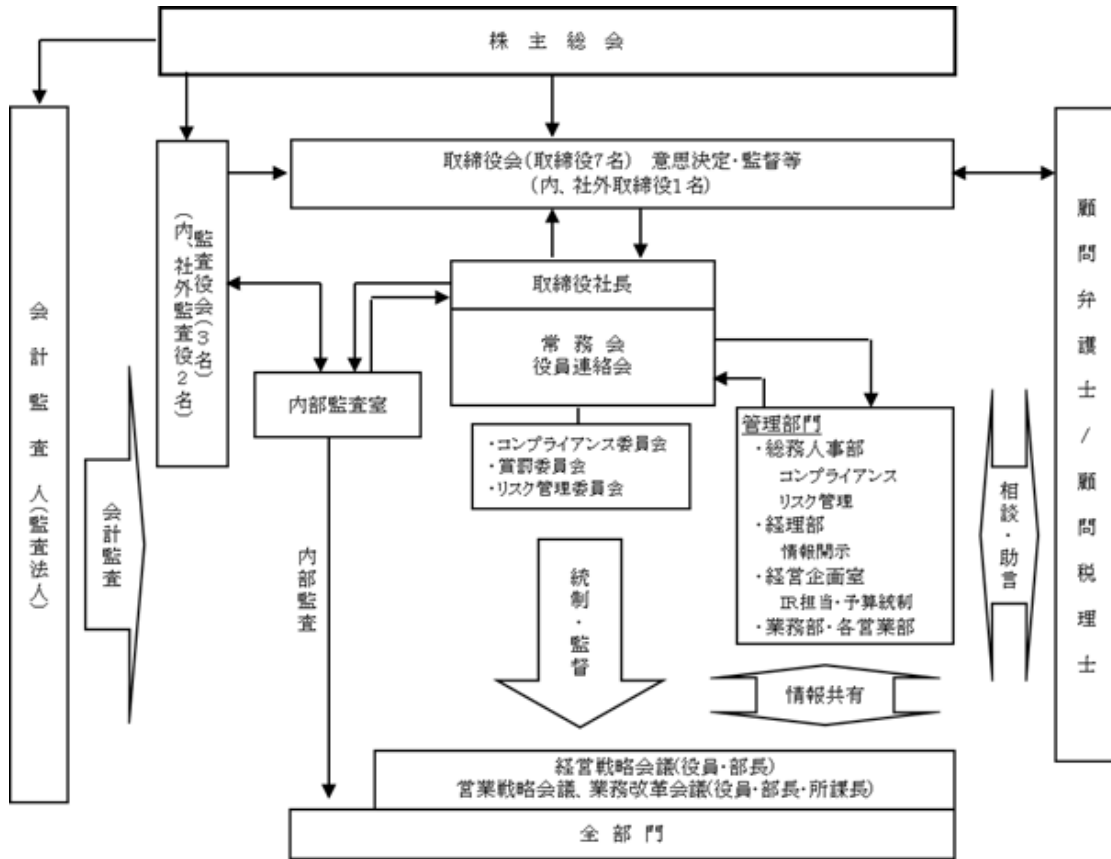 株主総会
取締役会(取締役7名)　意思決定・監督等
(内、社外取締役1名)
監査役会(3名)
(内、社外監査役2名)
会計監査人(監査法人)
顧問弁護士/顧問税理士
取締役社長
常務会
役員連絡会
内部監査室
・コンプライアンス委員会
・賞罰委員会
・リスク管理委員会
管理部門
・総務人事部
コンプライアンス
リスク管理
・経理部
情報開示
・経営企画室
IR担当・予算統制
・業務部・各営業部
会計監査
内部監査
統制・監督
相談・助言
情報共有
経営戦略会議(役員・部長)
営業戦略会議、業務改革会議(役員・部長・所課長)
全部門